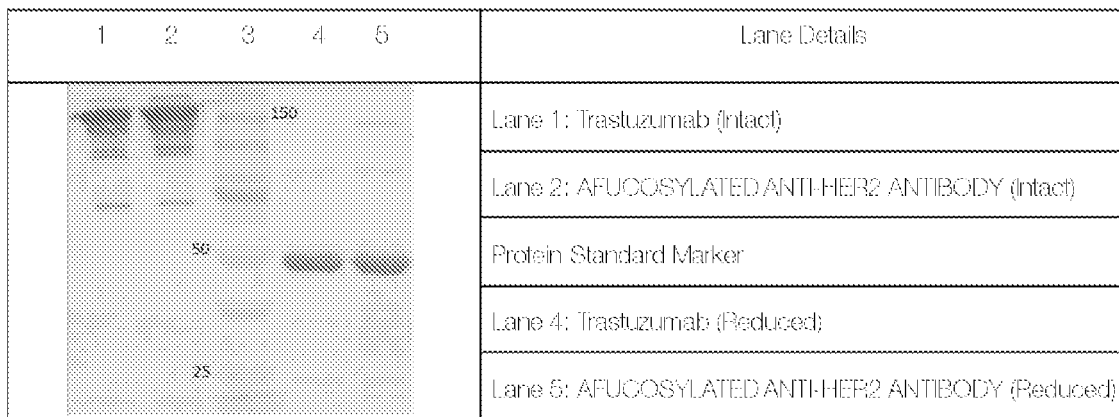 1 2 3 4 5 Lane Details
150
50
25
Lane 1: Trastuzumab (Intact)
Lane 2: AFUCOSYLATED ANTI-HER2 ANTIBODY (Intact)
Protein Standard Marker
Lane 4: Trastuzumab (Reduced)
Lane 5: AFUCOSYLATED ANTI-HER2 ANTIBODY (Reduced)